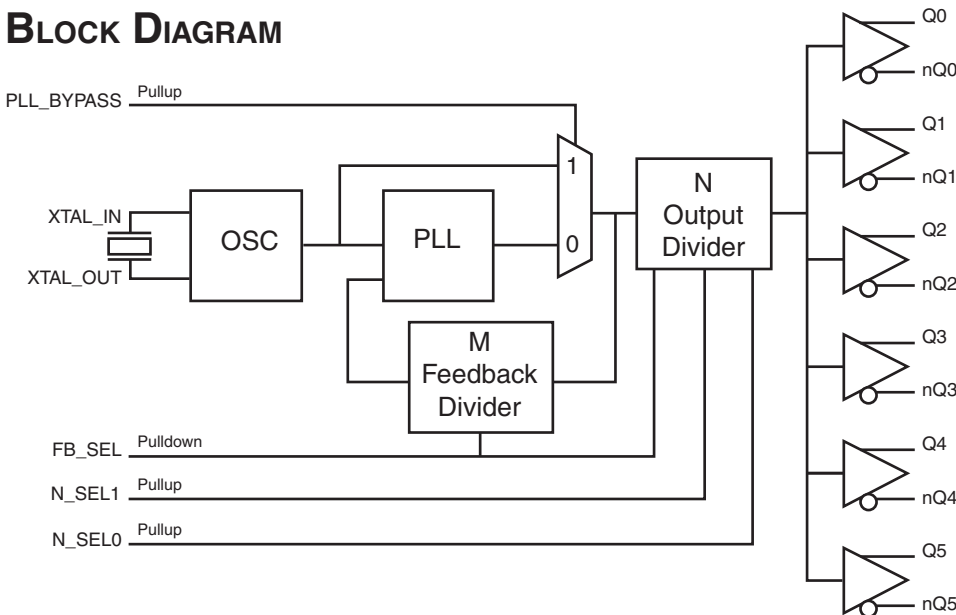 BLOCK DIAGRAM
PLL_BYPASS Pullup
XTAL_IN
XTAL_OUT
OSC
PLL
1
0
N
Output
Divider
M
Feedback
Divider
FB_SEL Pulldown
N_SEL1 Pullup
N_SEL0 Pullup
Q0
nQ0
Q1
nQ1
Q2
nQ2
Q3
nQ3
Q4
nQ4
Q5
nQ5